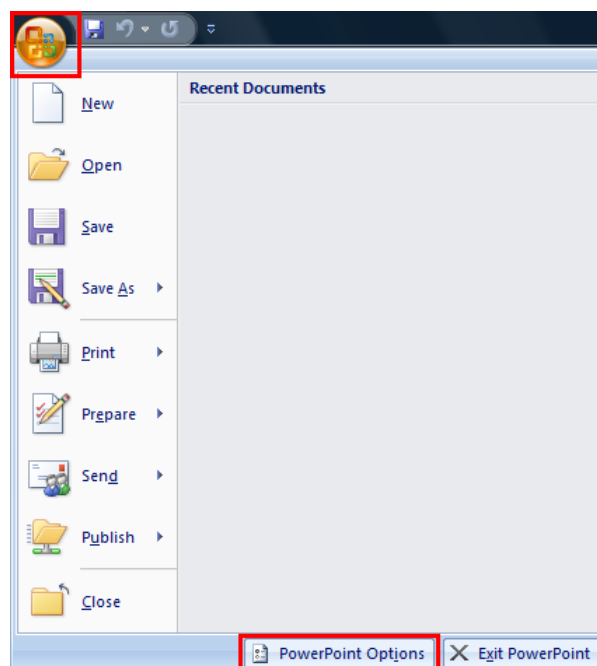 Recent Documents
New
Open
Save
Save As
Print
Prepare
Send
Publish
Close
PowerPoint Options
Exit PowerPoint